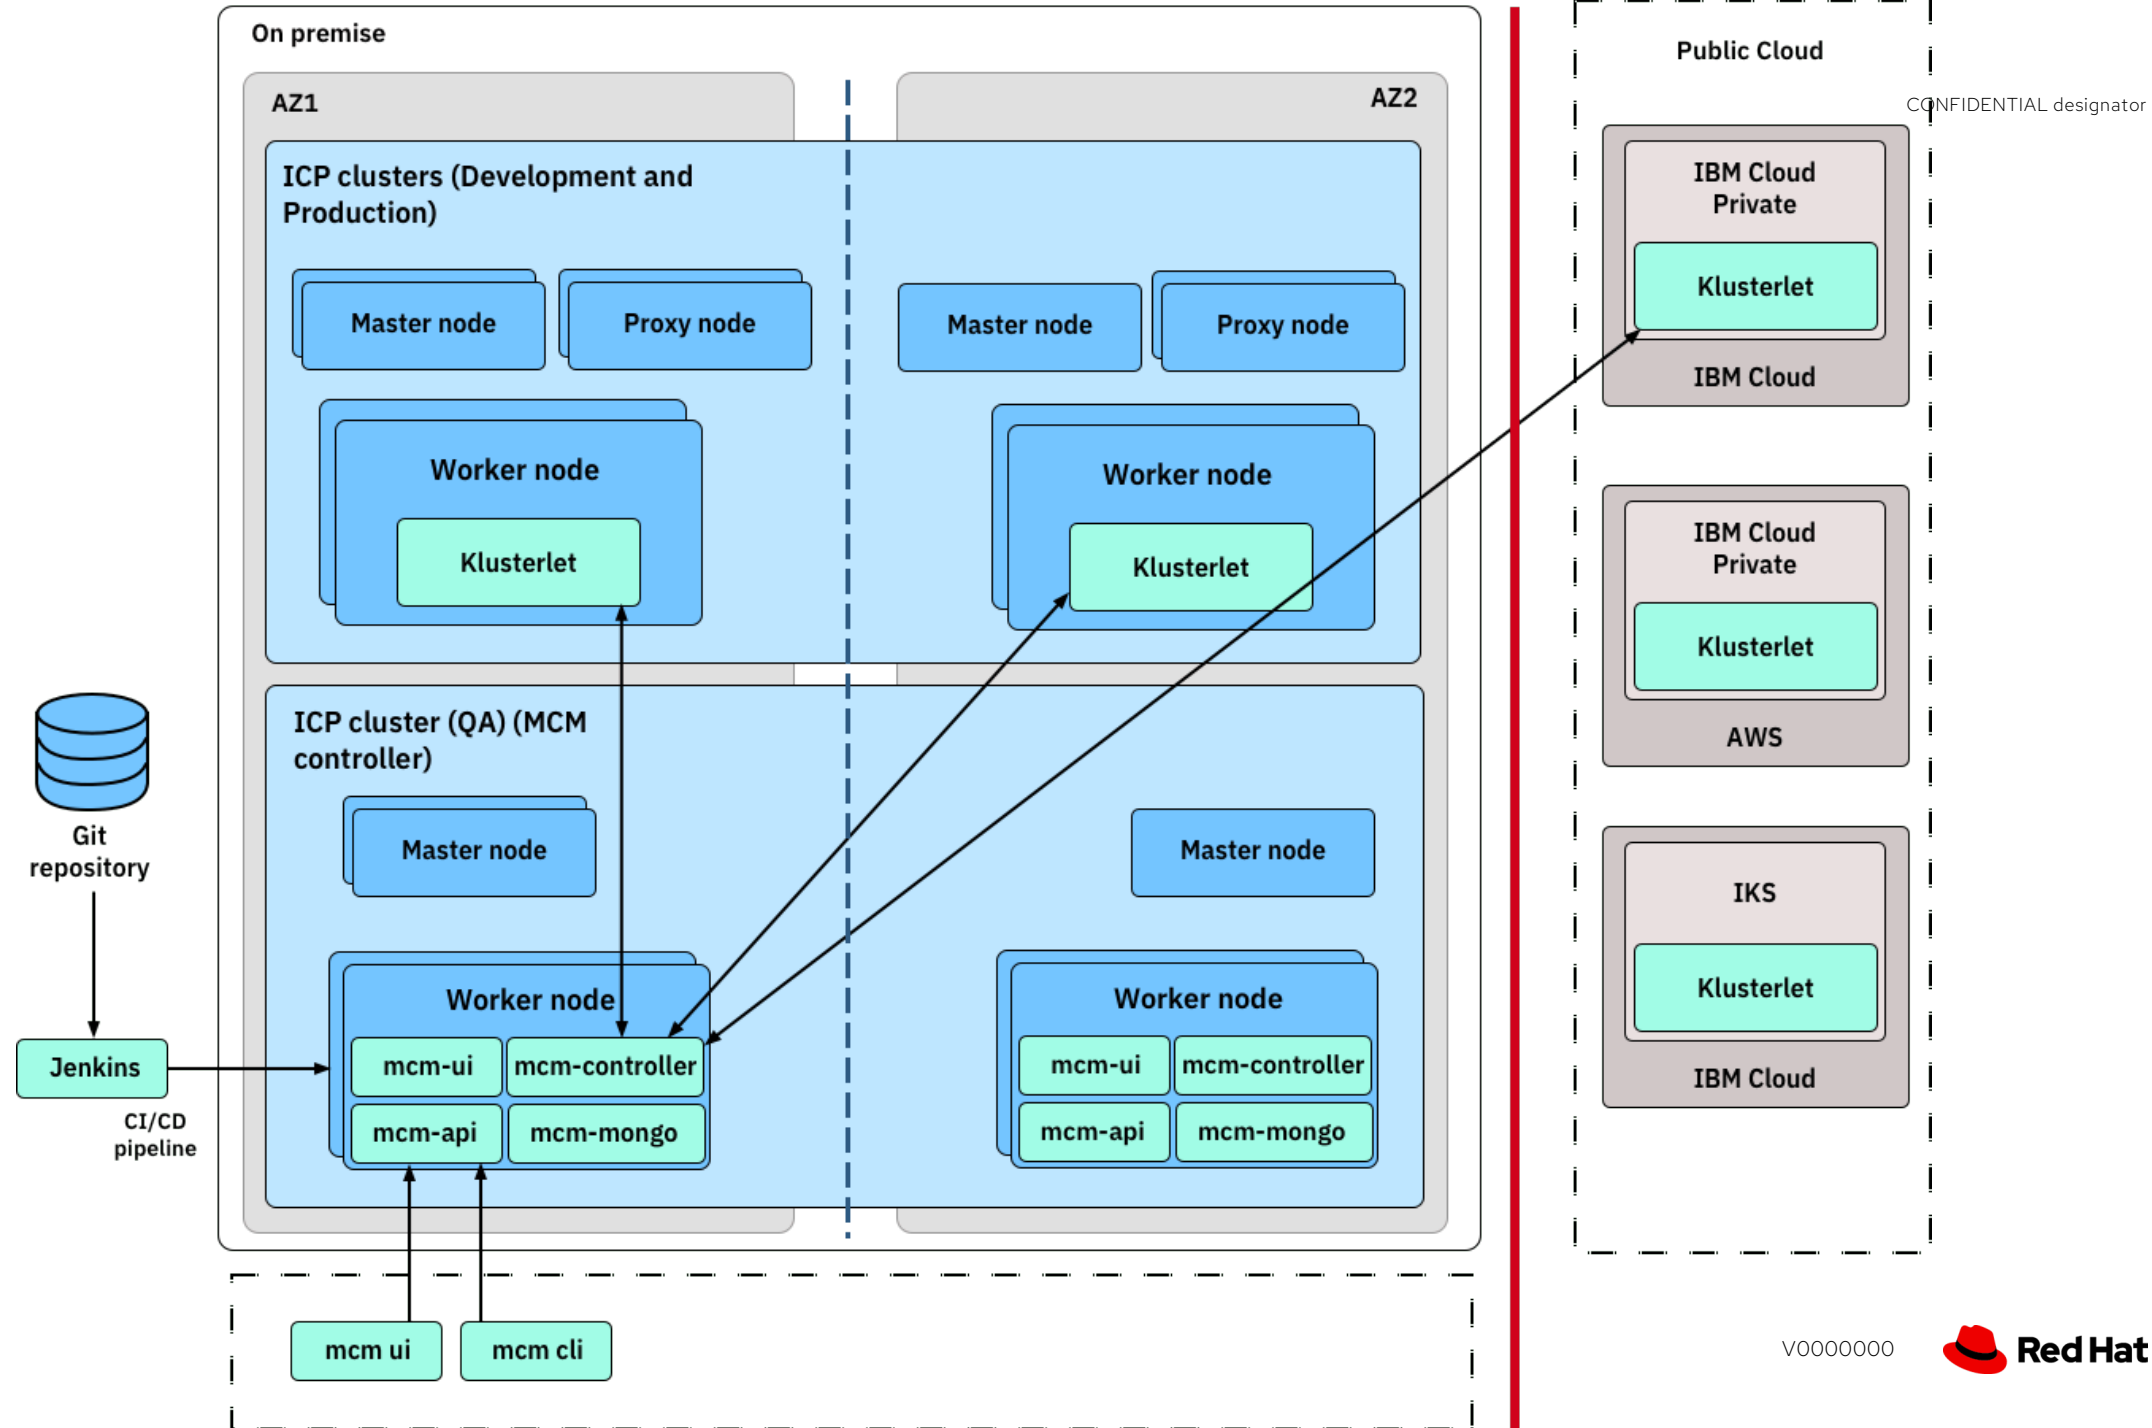 On premise
AZ1
AZ2
ICP clusters (Development and
Production)
Master node
Proxy node
Master node
Proxy node
Worker node
Klusterlet
Worker node
Klusterlet
ICP cluster (QA) (MCM
controller)
Master node
Master node
Worker node
mcm-ui
mcm-controller
mcm-api
mcm-mongo
Worker node
mcm-ui
mcm-controller
mcm-api
mcm-mongo
Git
repository
Jenkins
CI/CD
pipeline
mcm ui
mcm cli
Public Cloud
CONFIDENTIAL designator
IBM Cloud
Private
Klusterlet
IBM Cloud
IBM Cloud
Private
Klusterlet
AWS
IKS
Klusterlet
IBM Cloud
V0000000
Red Hat